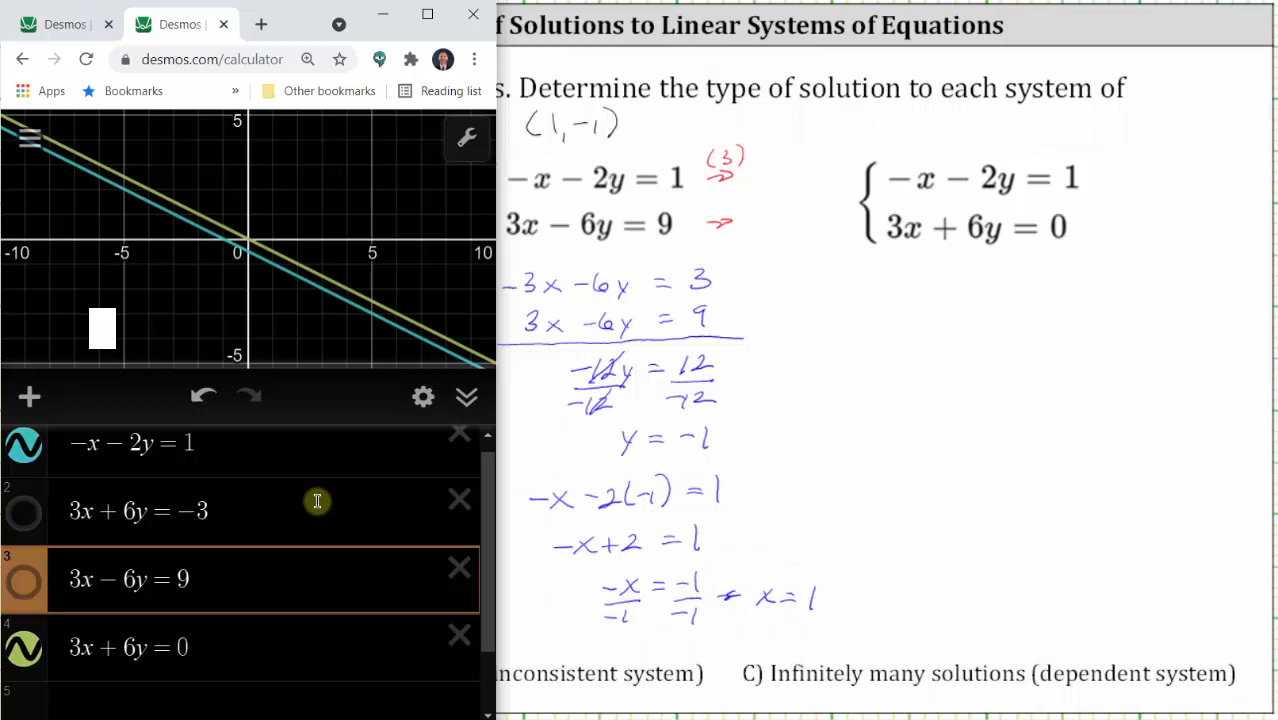 Desmos |
Desmos |
desmos.com/calculator
Apps
Bookmarks
»
Other bookmarks
Reading list
5
-10
-5
0
5
10
-5
-x - 2y = 1
2
3x + 6y = -3
3
3x - 6y = 9
4
3x + 6y = 0
5
f Solutions to Linear Systems of Equations
s. Determine the type of solution to each system of
(1,-1)
-x - 2y = 1 (3) →
3x - 6y = 9 →
-3x -6y = 3
3x -6y = 9
-12y = 12
-12 -12
y = -1
-x -2(-1) = 1
-x+2 = 1
-x = -1
x = 1
-1 -1
{ -x - 2y = 1
3x + 6y = 0
nconsistent system)
C) Infinitely many solutions (dependent system)